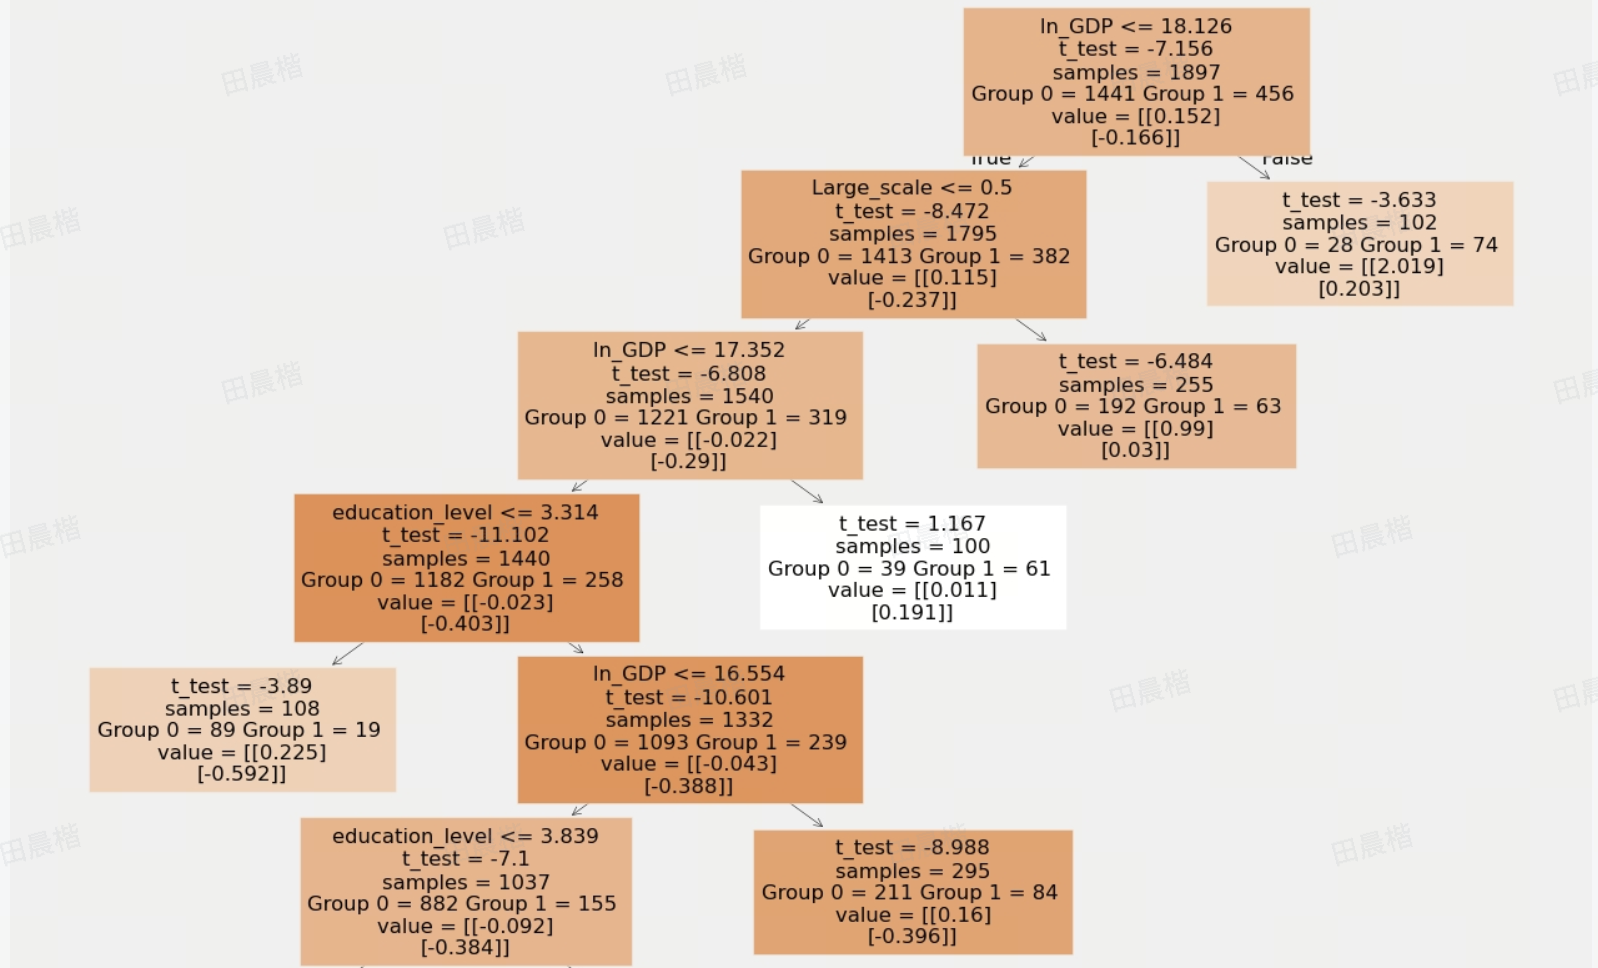 ln_GDP <= 18.126
t_test = -7.156
samples = 1897
Group 0 = 1441 Group 1 = 456
value = [[0.152]
[-0.166]]
True
False
Large_scale <= 0.5
t_test = -8.472
samples = 1795
Group 0 = 1413 Group 1 = 382
value = [[0.115]
[-0.237]]
t_test = -3.633
samples = 102
Group 0 = 28 Group 1 = 74
value = [[2.019]
[0.203]]
ln_GDP <= 17.352
t_test = -6.808
samples = 1540
Group 0 = 1221 Group 1 = 319
value = [[-0.022]
[-0.29]]
t_test = -6.484
samples = 255
Group 0 = 192 Group 1 = 63
value = [[0.99]
[0.03]]
education_level <= 3.314
t_test = -11.102
samples = 1440
Group 0 = 1182 Group 1 = 258
value = [[-0.023]
[-0.403]]
t_test = 1.167
samples = 100
Group 0 = 39 Group 1 = 61
value = [[0.011]
[0.191]]
t_test = -3.89
samples = 108
Group 0 = 89 Group 1 = 19
value = [[0.225]
[-0.592]]
ln_GDP <= 16.554
t_test = -10.601
samples = 1332
Group 0 = 1093 Group 1 = 239
value = [[-0.043]
[-0.388]]
education_level <= 3.839
t_test = -7.1
samples = 1037
Group 0 = 882 Group 1 = 155
value = [[-0.092]
[-0.384]]
t_test = -8.988
samples = 295
Group 0 = 211 Group 1 = 84
value = [[0.16]
[-0.396]]
田晨楷
田晨楷
田晨
田晨楷
田晨楷
田晨楷
田晨
田晨楷
田晨楷
田晨楷
田晨
田晨楷
田晨楷